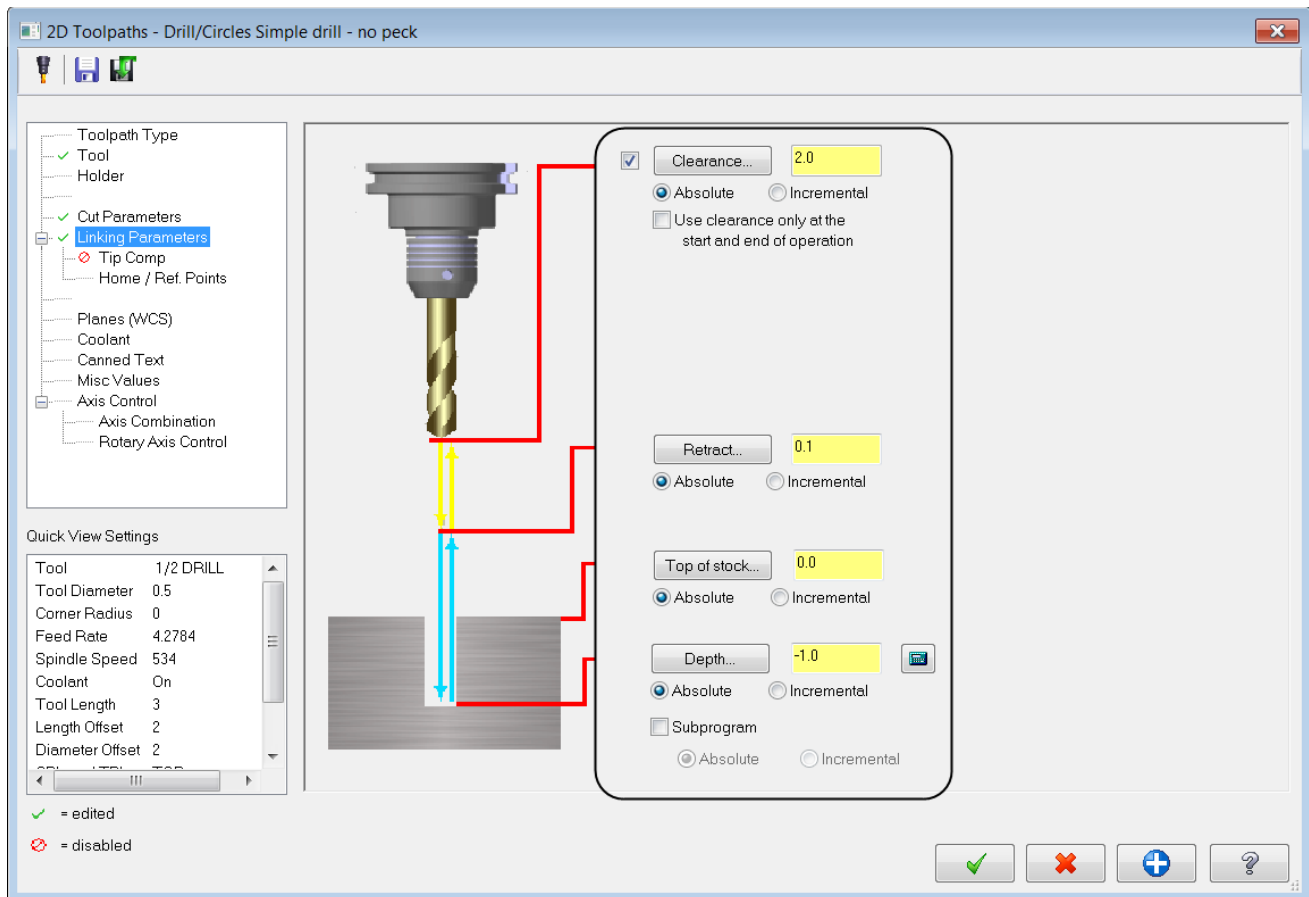 2D Toolpaths - Drill/Circles Simple drill - no peck
Toolpath Type
Tool
Holder
Cut Parameters
Linking Parameters
Tip Comp
Home / Ref. Points
Planes (WCS)
Coolant
Canned Text
Misc Values
Axis Control
Axis Combination
Rotary Axis Control
Quick View Settings
Tool 1/2 DRILL
Tool Diameter 0.5
Corner Radius 0
Feed Rate 4.2784
Spindle Speed 534
Coolant On
Tool Length 3
Length Offset 2
Diameter Offset 2
= edited
= disabled
Clearance... 2.0
Absolute Incremental
Use clearance only at the
start and end of operation
Retract... 0.1
Absolute Incremental
Top of stock... 0.0
Absolute Incremental
Depth... -1.0
Absolute Incremental
Subprogram
Absolute Incremental